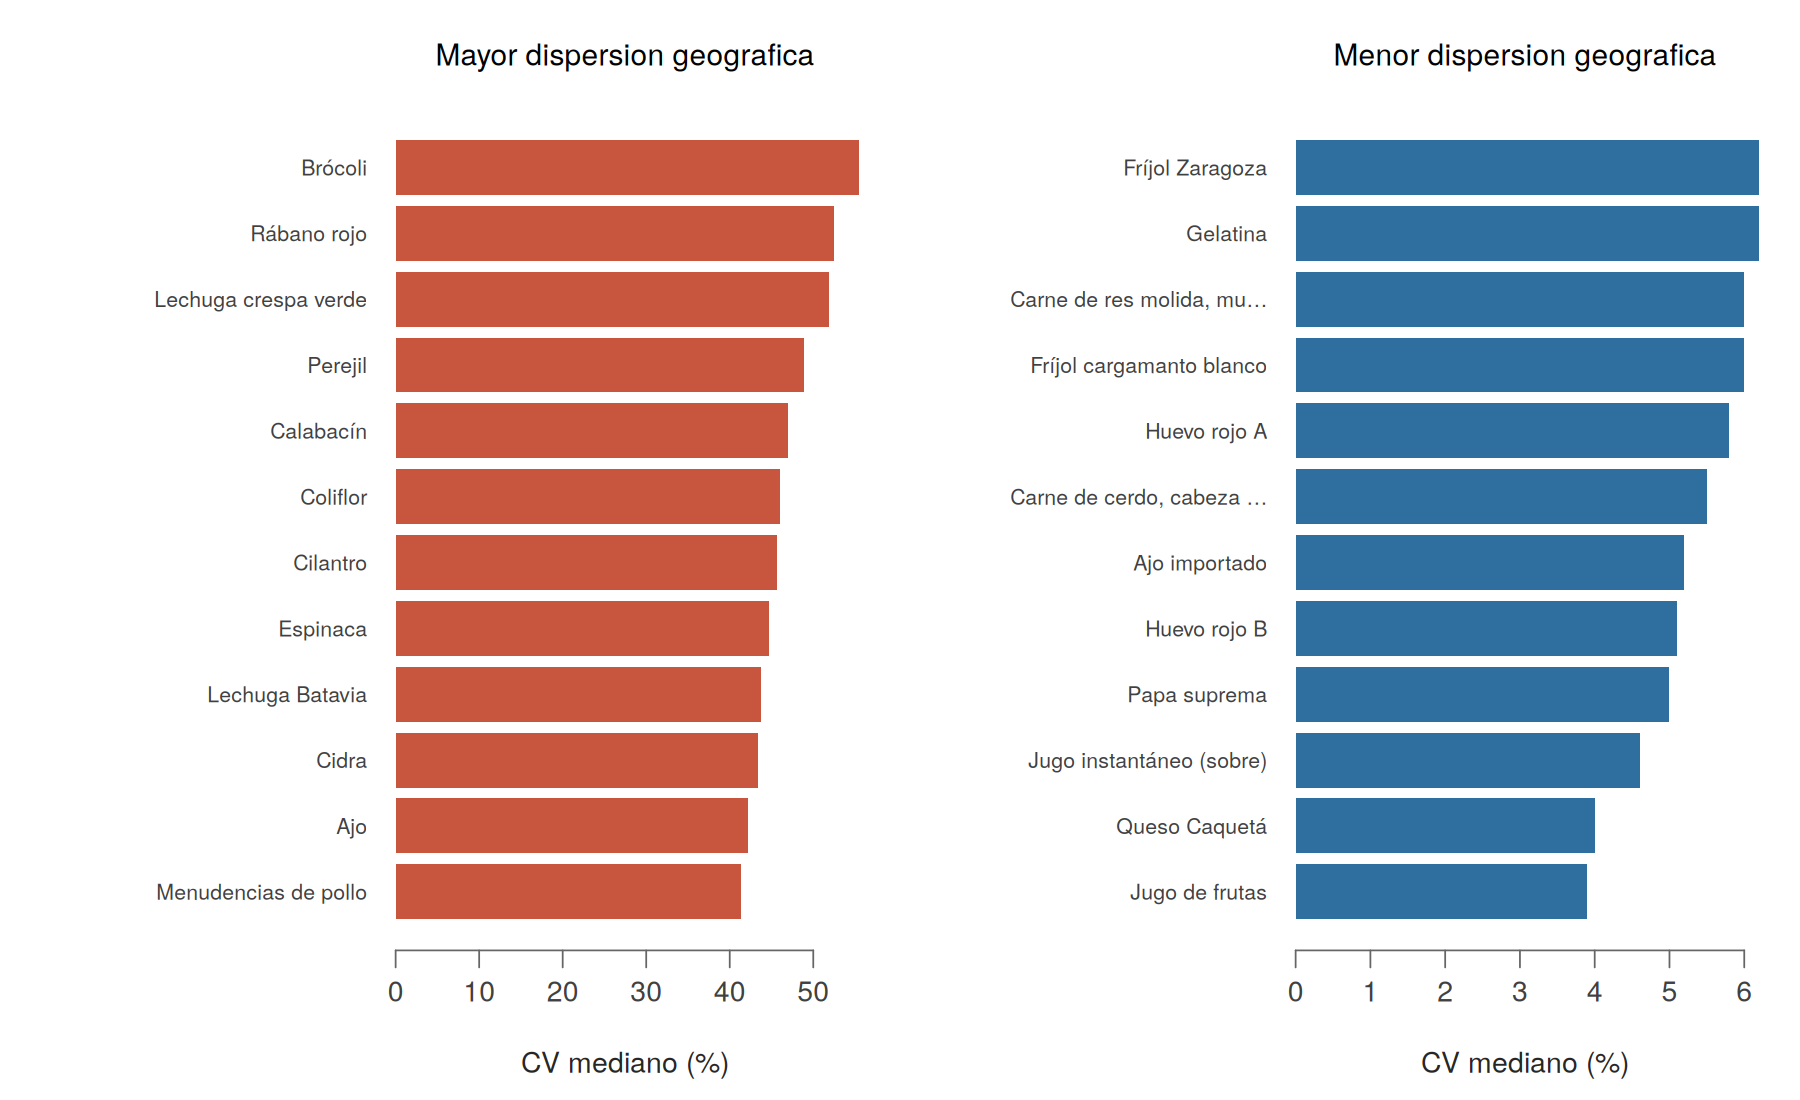 Mayor dispersion geografica
Brócoli
Rábano rojo
Lechuga crespa verde
Perejil
Calabacín
Coliflor
Cilantro
Espinaca
Lechuga Batavia
Cidra
Ajo
Menudencias de pollo
0 10 20 30 40 50
CV mediano (%)
Menor dispersion geografica
Fríjol Zaragoza
Gelatina
Carne de res molida, mu…
Fríjol cargamanto blanco
Huevo rojo A
Carne de cerdo, cabeza …
Ajo importado
Huevo rojo B
Papa suprema
Jugo instantáneo (sobre)
Queso Caquetá
Jugo de frutas
0 1 2 3 4 5 6
CV mediano (%)